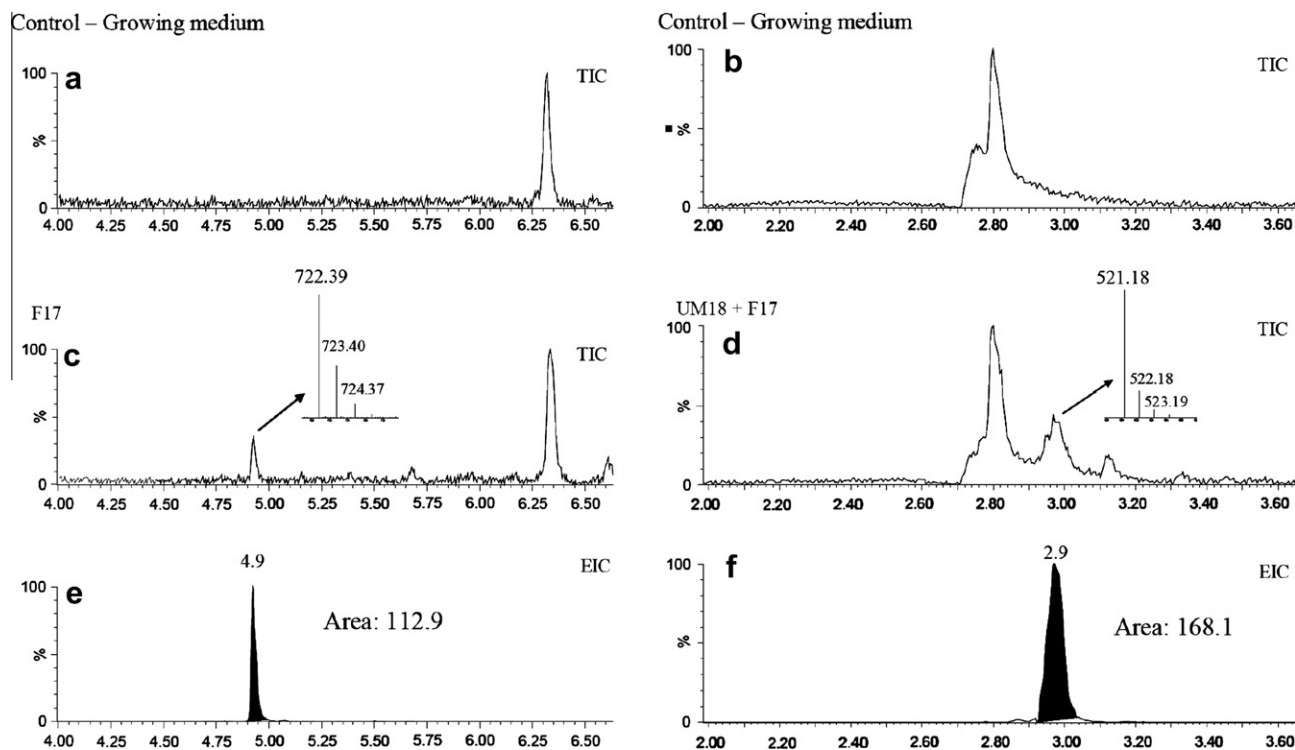 Control – Growing medium
a
TIC
100
%
0
4.00 4.25 4.50 4.75 5.00 5.25 5.50 5.75 6.00 6.25 6.50
Control – Growing medium
b
TIC
100
%
0
2.00 2.20 2.40 2.60 2.80 3.00 3.20 3.40 3.60
F17
c
722.39
723.40
724.37
TIC
100
%
0
4.00 4.25 4.50 4.75 5.00 5.25 5.50 5.75 6.00 6.25 6.50
UM18 + F17
d
521.18
522.18
523.19
TIC
100
%
0
2.00 2.20 2.40 2.60 2.80 3.00 3.20 3.40 3.60
e
4.9
EIC
100
%
0
Area: 112.9
4.00 4.25 4.50 4.75 5.00 5.25 5.50 5.75 6.00 6.25 6.50
f
2.9
EIC
100
%
0
Area: 168.1
2.00 2.20 2.40 2.60 2.80 3.00 3.20 3.40 3.60